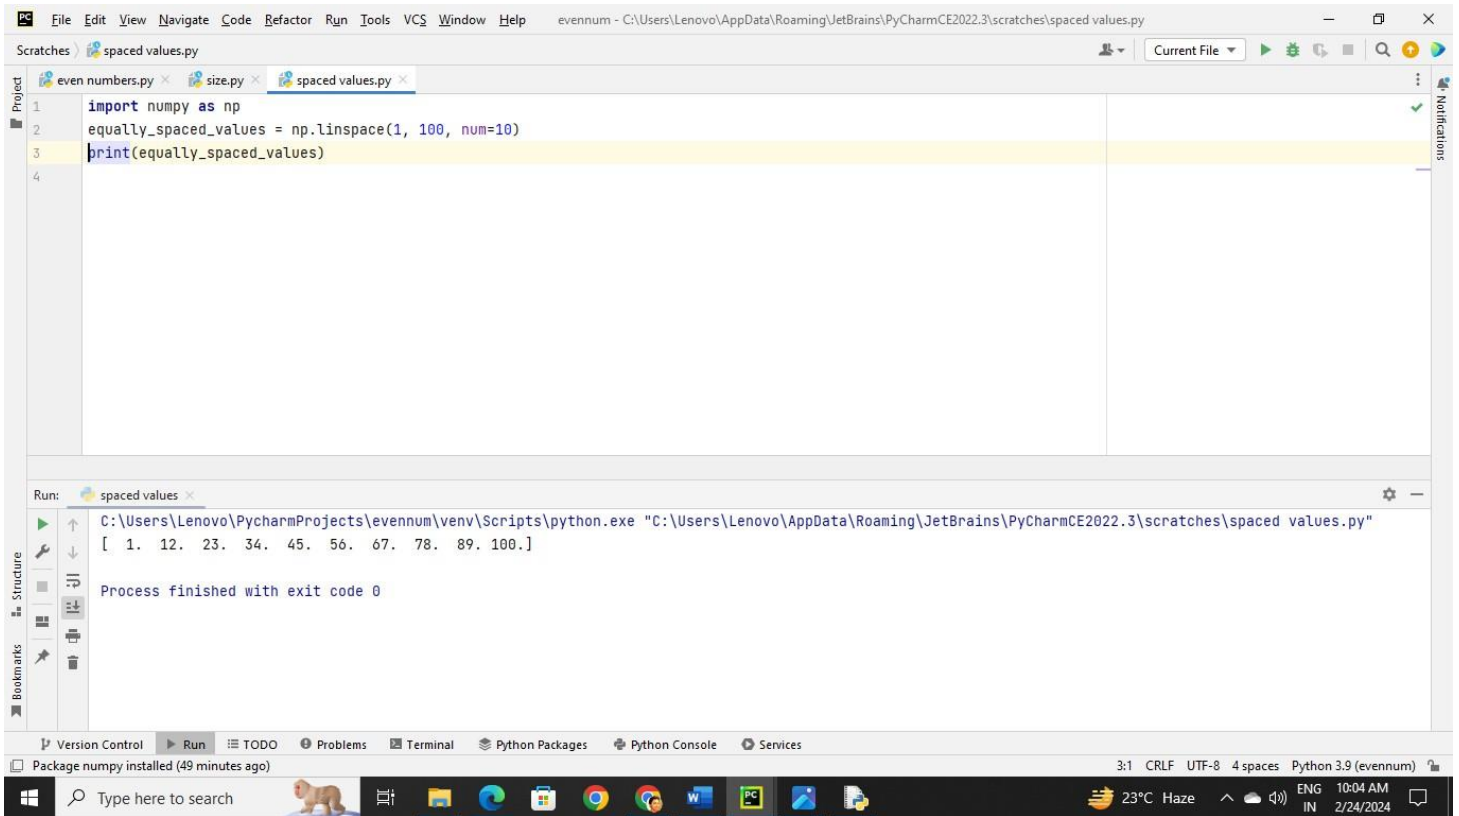 PC File Edit View Navigate Code Refactor Run Tools VCS Window Help evennum - C:\Users\Lenovo\AppData\Roaming\JetBrains\PyCharmCE2022.3\scratches\spaced values.py
Scratches spaced values.py Current File
even numbers.py size.py spaced values.py
Project
Notifications
1 import numpy as np
2 equally_spaced_values = np.linspace(1, 100, num=10)
3 print(equally_spaced_values)
4
Run: spaced values
C:\Users\Lenovo\PycharmProjects\evennum\venv\Scripts\python.exe "C:\Users\Lenovo\AppData\Roaming\JetBrains\PyCharmCE2022.3\scratches\spaced values.py"
[  1.  12.  23.  34.  45.  56.  67.  78.  89. 100.]
Process finished with exit code 0
Structure
Bookmarks
Version Control Run TODO Problems Terminal Python Packages Python Console Services
Package numpy installed (49 minutes ago) 3:1 CRLF UTF-8 4 spaces Python 3.9 (evennum)
Type here to search W PC 23°C Haze ENG 10:04 AM
IN 2/24/2024